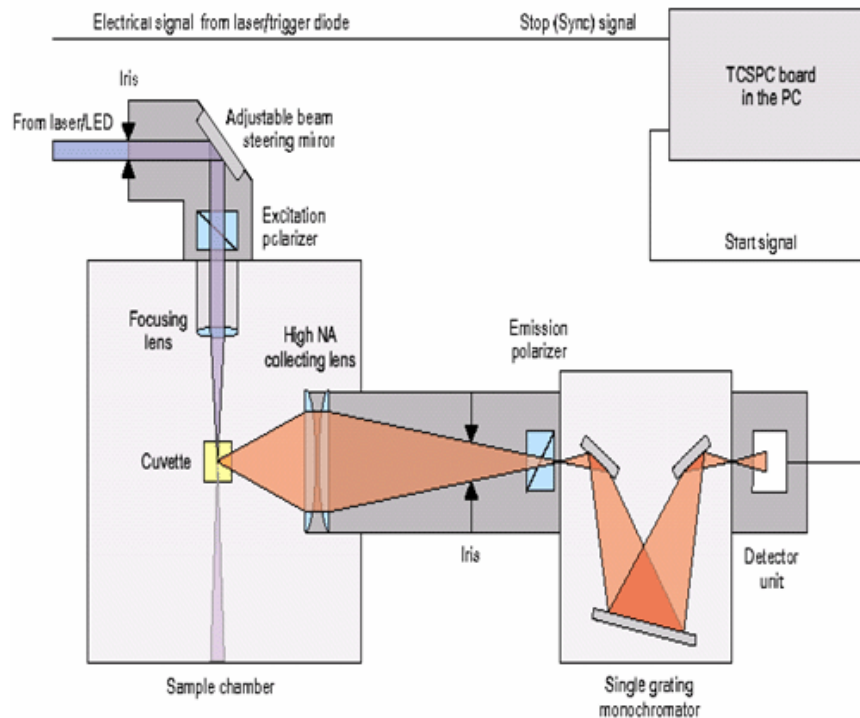 Electrical signal from laser/trigger diode
Stop (Sync) signal
TCSPC board
in the PC
Iris
From laser/LED
Adjustable beam
steering mirror
Excitation
polarizer
Start signal
Focusing
lens
High NA
collecting lens
Emission
polarizer
Cuvette
Iris
Detector
unit
Sample chamber
Single grating
monochromator